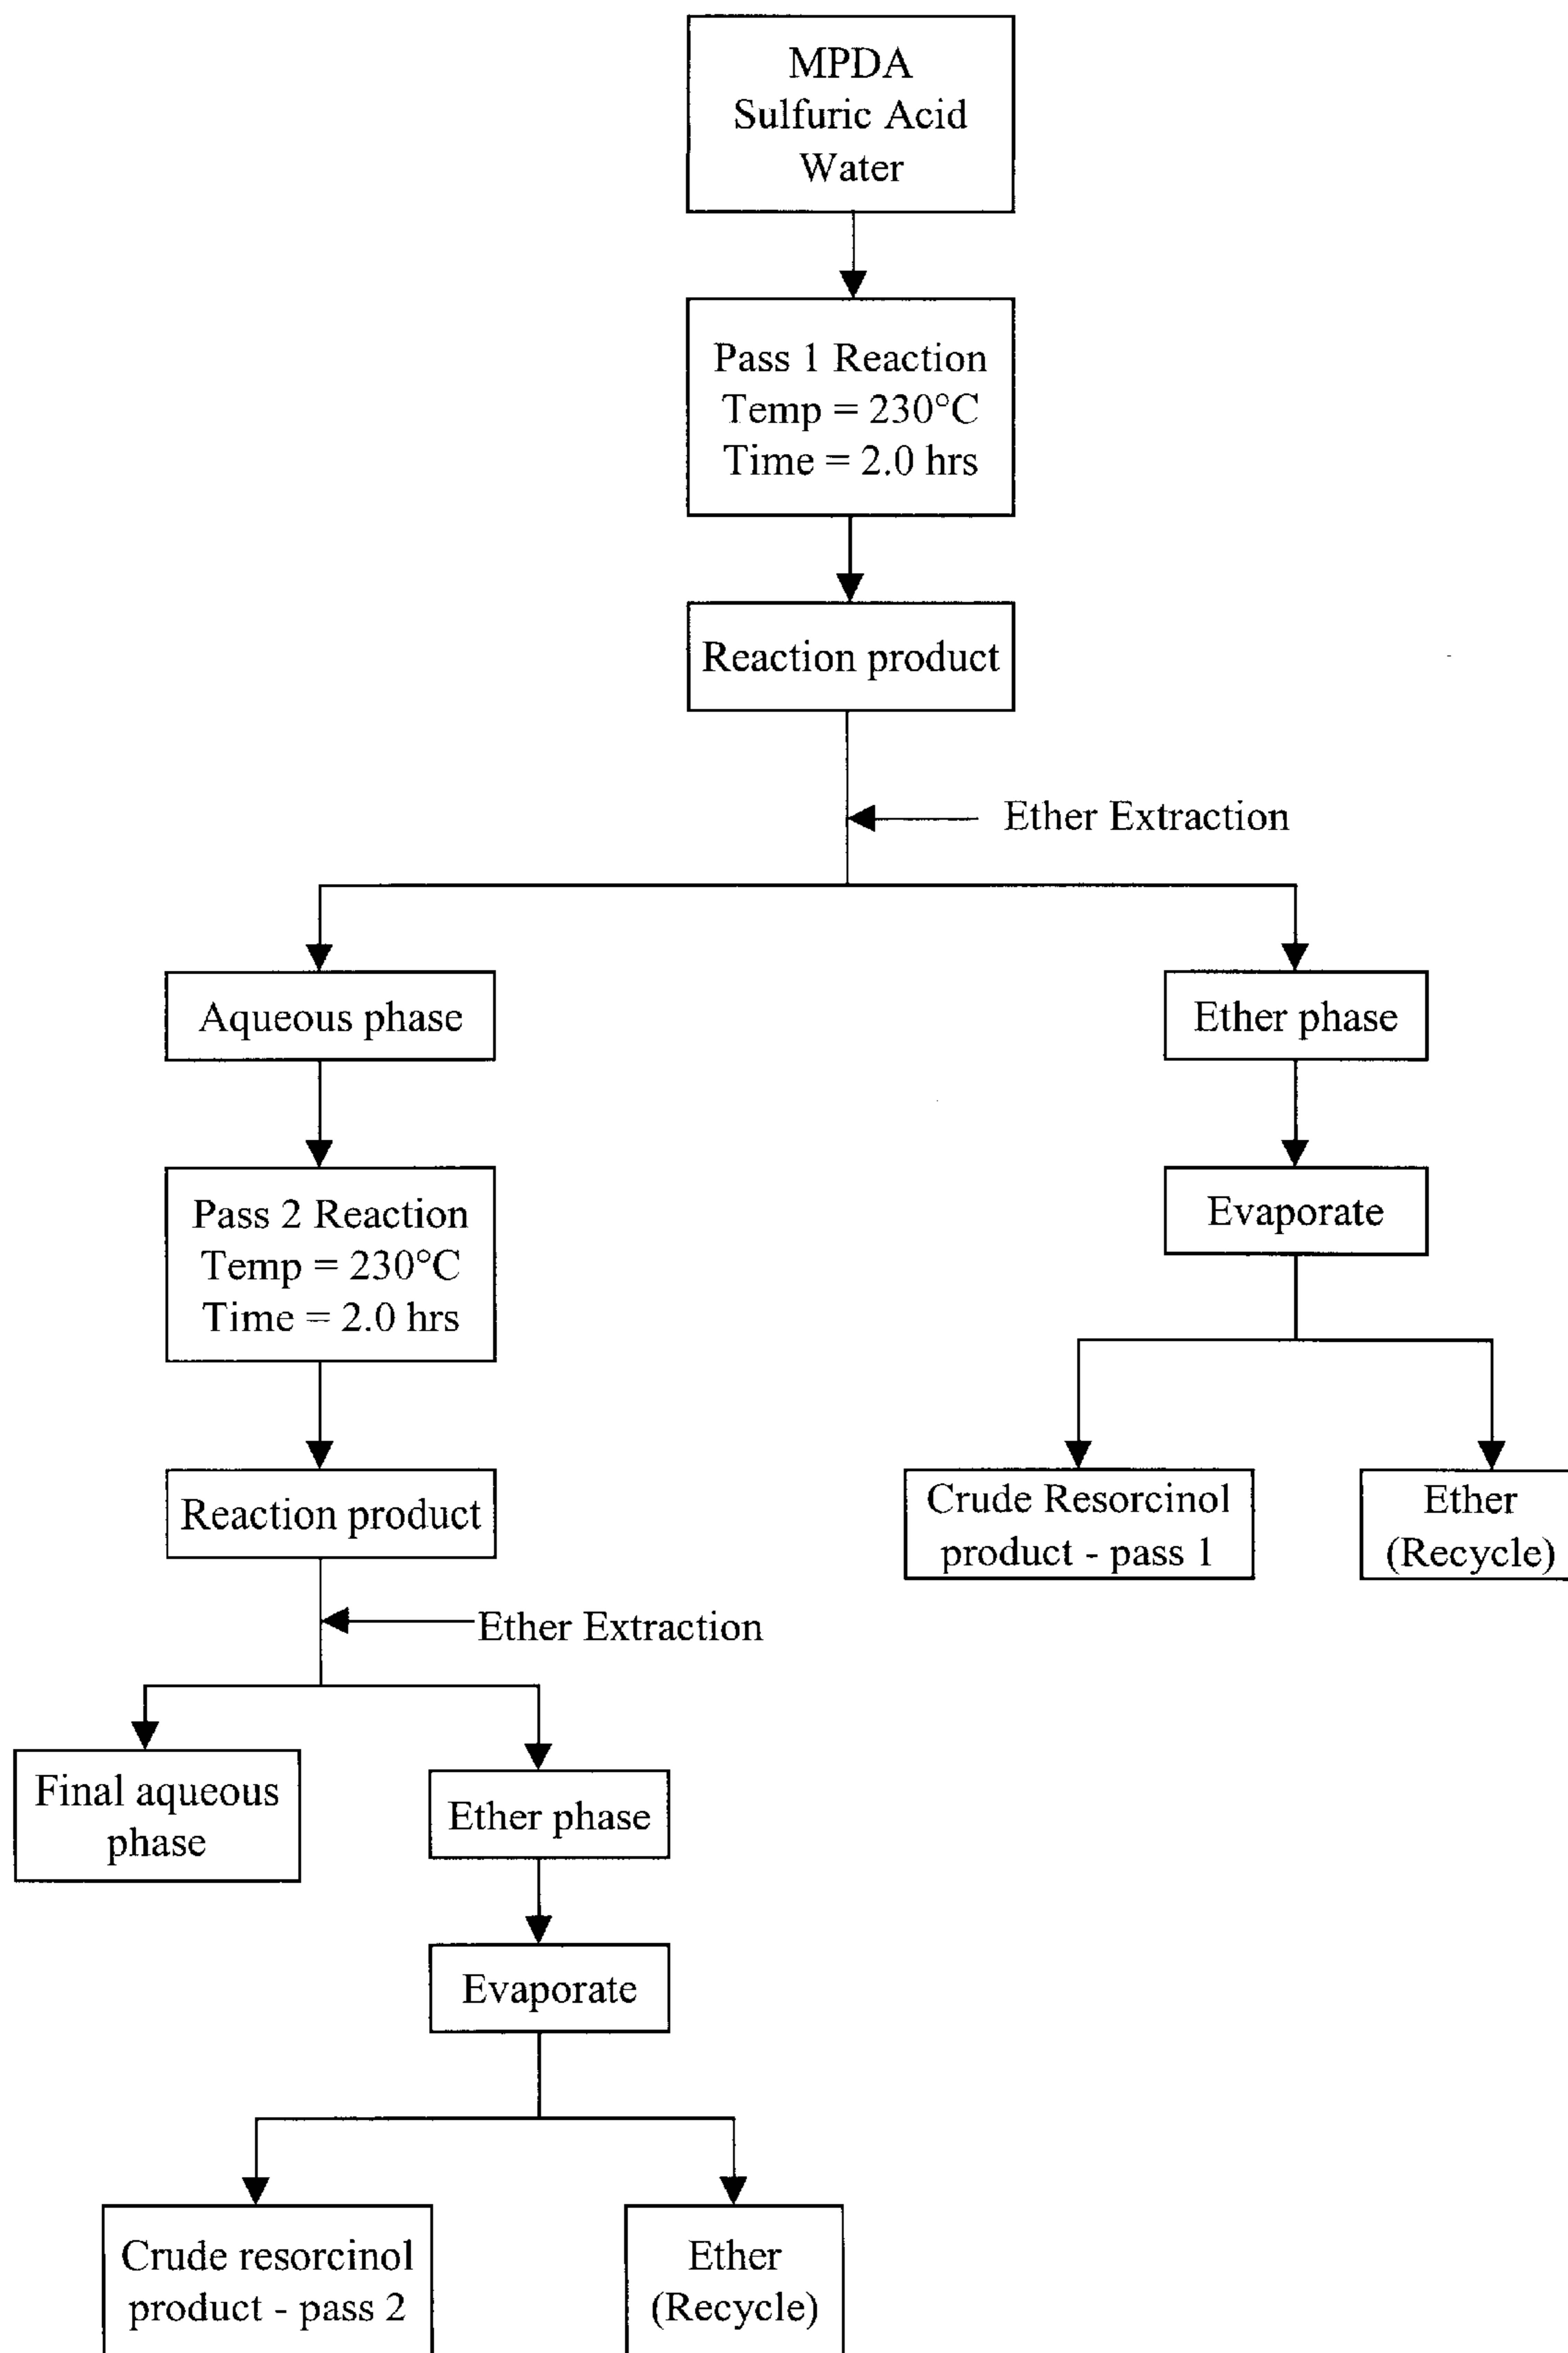 MPDA
Sulfuric Acid
Water
Pass 1 Reaction
Temp = 230°C
Time = 2.0 hrs
Reaction product
Ether Extraction
Aqueous phase
Ether phase
Pass 2 Reaction
Temp = 230°C
Time = 2.0 hrs
Evaporate
Reaction product
Crude Resorcinol
product - pass 1
Ether
(Recycle)
Ether Extraction
Final aqueous
phase
Ether phase
Evaporate
Crude resorcinol
product - pass 2
Ether
(Recycle)